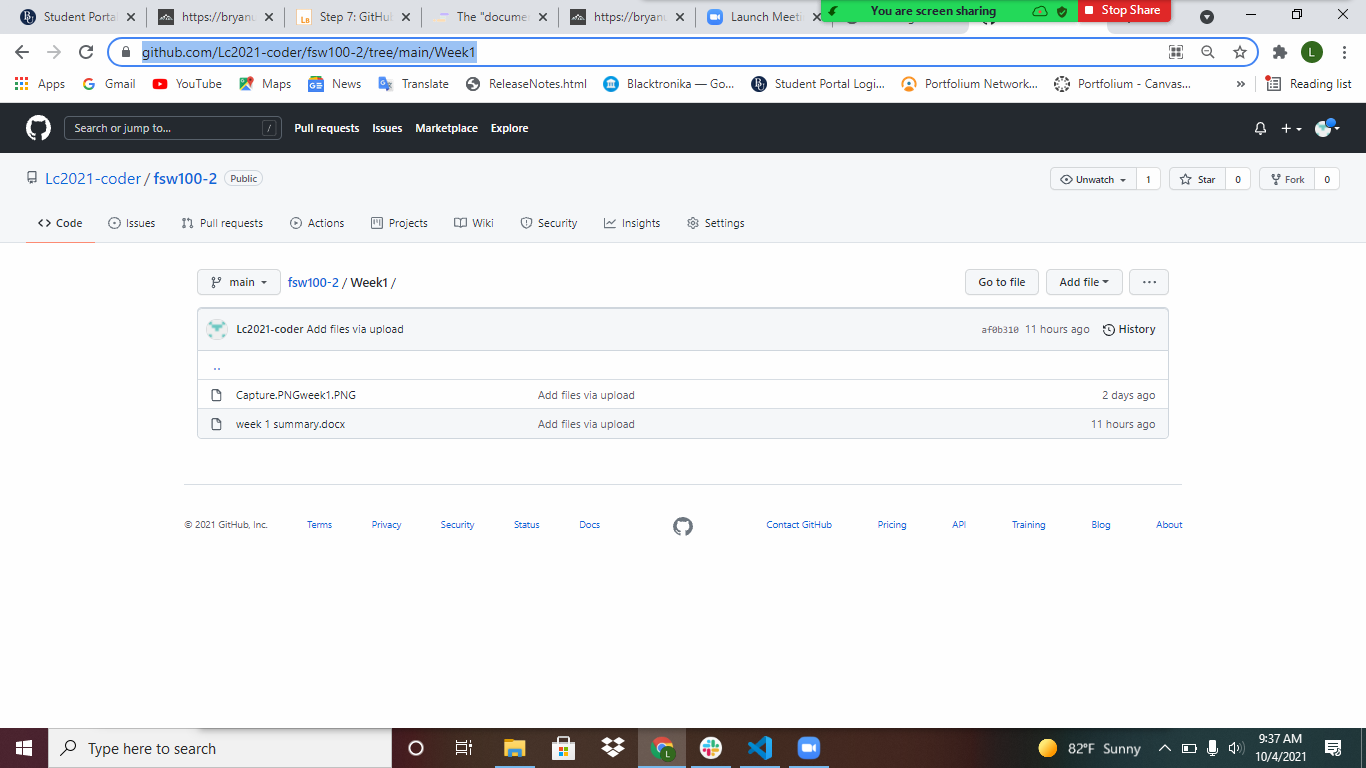 Student Portal
https://bryanu
Step 7: GitHub
The "documen
https://bryanu
Launch Meeti
You are screen sharing
Stop Share
github.com/Lc2021-coder/fsw100-2/tree/main/Week1
L
Apps
Gmail
YouTube
Maps
News
Translate
ReleaseNotes.html
Blacktronika — Go...
Student Portal Logi...
Portfolium Network...
Portfolium - Canvas...
»
Reading list
Search or jump to...
/
Pull requests
Issues
Marketplace
Explore
Lc2021-coder / fsw100-2
Public
Unwatch
1
Star
0
Fork
0
Code
Issues
Pull requests
Actions
Projects
Wiki
Security
Insights
Settings
main
fsw100-2 / Week1 /
Go to file
Add file
...
Lc2021-coder Add files via upload
af0b310 11 hours ago
History
..
Capture.PNGweek1.PNG
Add files via upload
2 days ago
week 1 summary.docx
Add files via upload
11 hours ago
© 2021 GitHub, Inc.
Terms
Privacy
Security
Status
Docs
Contact GitHub
Pricing
API
Training
Blog
About
Type here to search
82°F Sunny
9:37 AM
10/4/2021